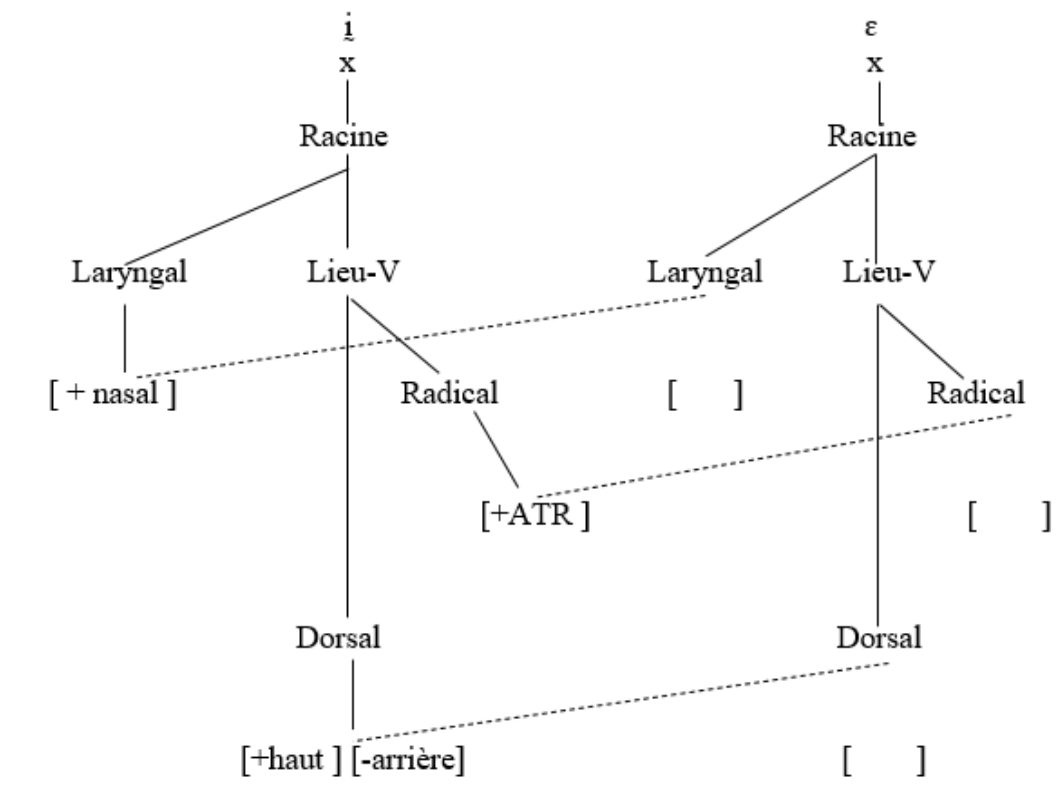 ḭ ε
x x
Racine Racine
Laryngal Lieu-V Laryngal Lieu-V
[ + nasal ] Radical [ ] Radical
[+ATR ] [ ]
Dorsal Dorsal
[+haut ] [-arrière] [ ]